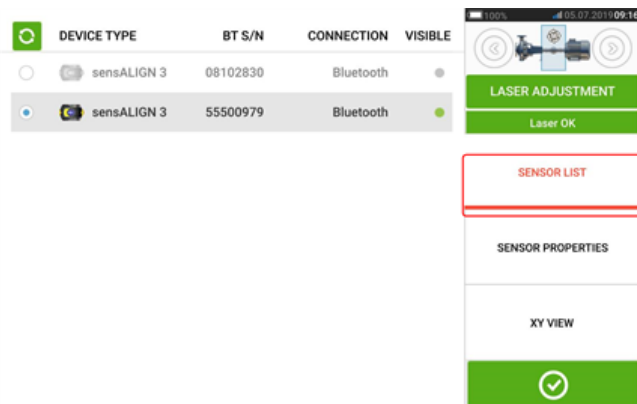 DEVICE TYPE BT S/N CONNECTION VISIBLE
sensALIGN 3 08102830 Bluetooth
sensALIGN 3 55500979 Bluetooth
100% 05.07.2019 09:16
LASER ADJUSTMENT
Laser OK
SENSOR LIST
SENSOR PROPERTIES
XY VIEW